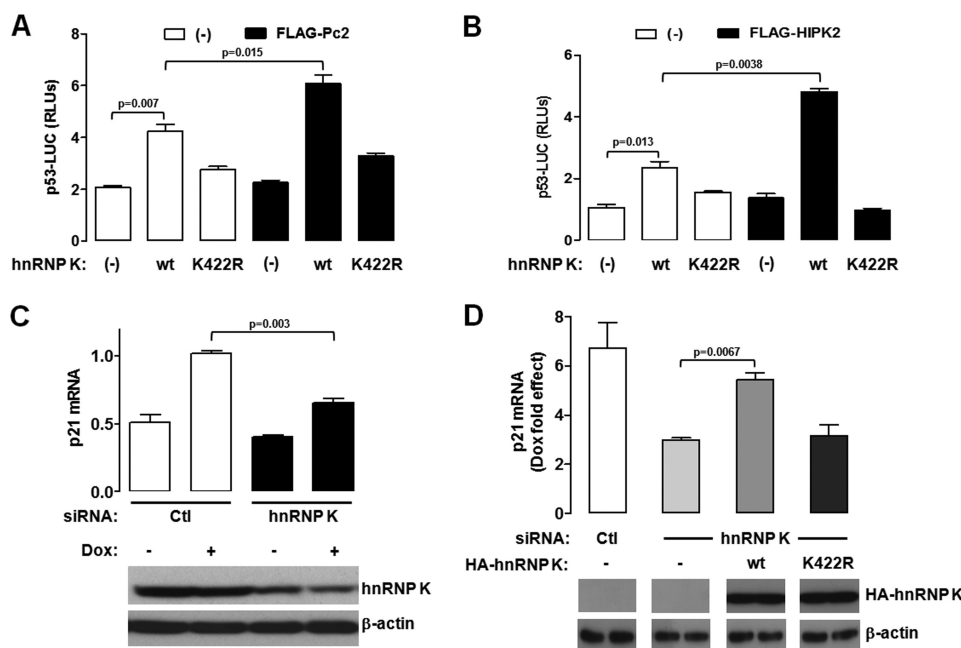 A
(-) FLAG-Pc2
p=0.015
p=0.007
p53-LUC (RLUs)
8
6
4
2
0
hnRNP K: (-) wt K422R (-) wt K422R
B
(-) FLAG-HIPK2
p=0.0038
p=0.013
p53-LUC (RLUs)
6
4
2
0
hnRNP K: (-) wt K422R (-) wt K422R
C
p=0.003
p21 mRNA
1.0
0.5
0.0
siRNA: Ctl hnRNP K
Dox: - + - +
hnRNP K
β-actin
D
p=0.0067
p21 mRNA
(Dox fold effect)
8
6
4
2
0
siRNA: Ctl hnRNP K
HA-hnRNP K: - - wt K422R
HA-hnRNP K
β-actin